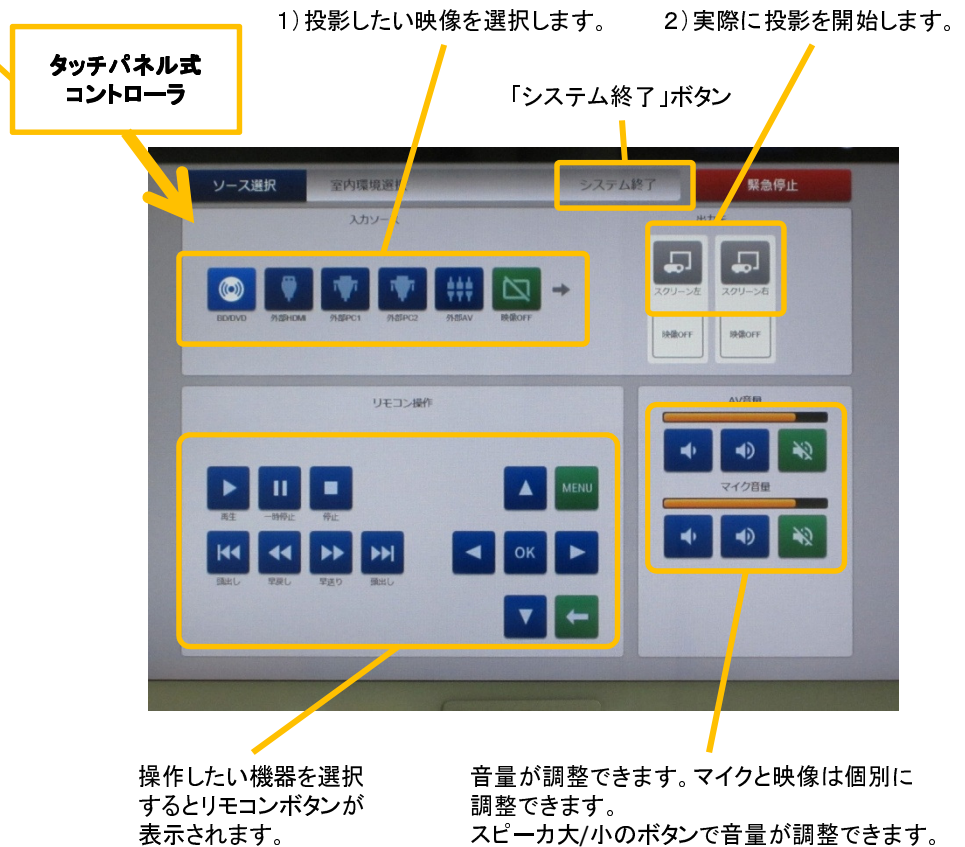 1)投影したい映像を選択します。
2)実際に投影を開始します。
タッチパネル式
コントローラ
「システム終了」ボタン
ソース選択
室内環境選択
システム終了
緊急停止
入力ソース
BD/DVD
外部HDMI
外部PC1
外部PC2
外部AV
映像OFF
スクリーン左
スクリーン右
映像OFF
映像OFF
リモコン操作
再生
一時停止
停止
MENU
頭出し
早戻し
早送り
頭出し
OK
AV音量
マイク音量
操作したい機器を選択
するとリモコンボタンが
表示されます。
音量が調整できます。マイクと映像は個別に
調整できます。
スピーカ大/小のボタンで音量が調整できます。